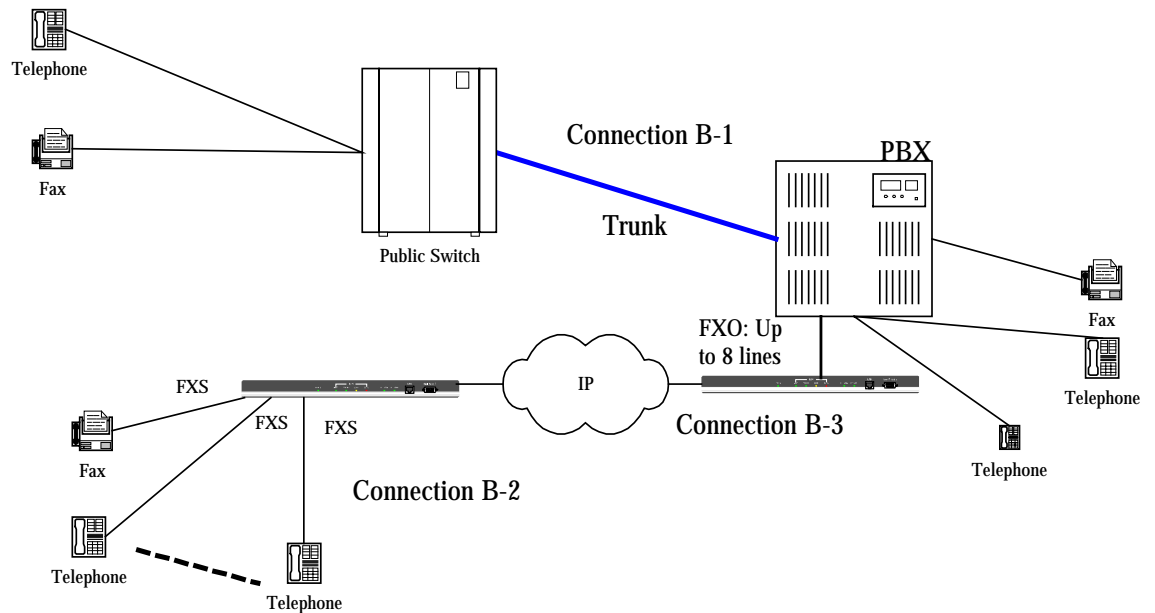 Telephone
Fax
Public Switch
Connection B-1
Trunk
PBX
Fax
Telephone
Telephone
FXO: Up
to 8 lines
IP
Connection B-3
FXS
FXS
FXS
Fax
Connection B-2
Telephone
Telephone